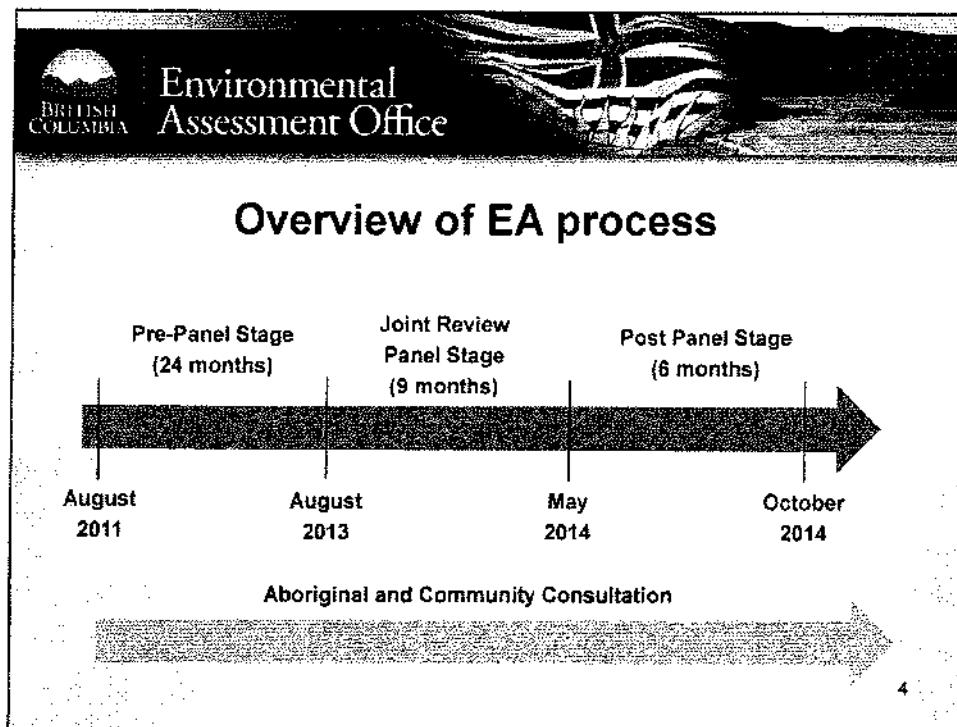 BRITISH
COLUMBIA
Environmental
Assessment Office
Overview of EA process
Pre-Panel Stage
(24 months)
Joint Review
Panel Stage
(9 months)
Post Panel Stage
(6 months)
August
2011
August
2013
May
2014
October
2014
Aboriginal and Community Consultation
4